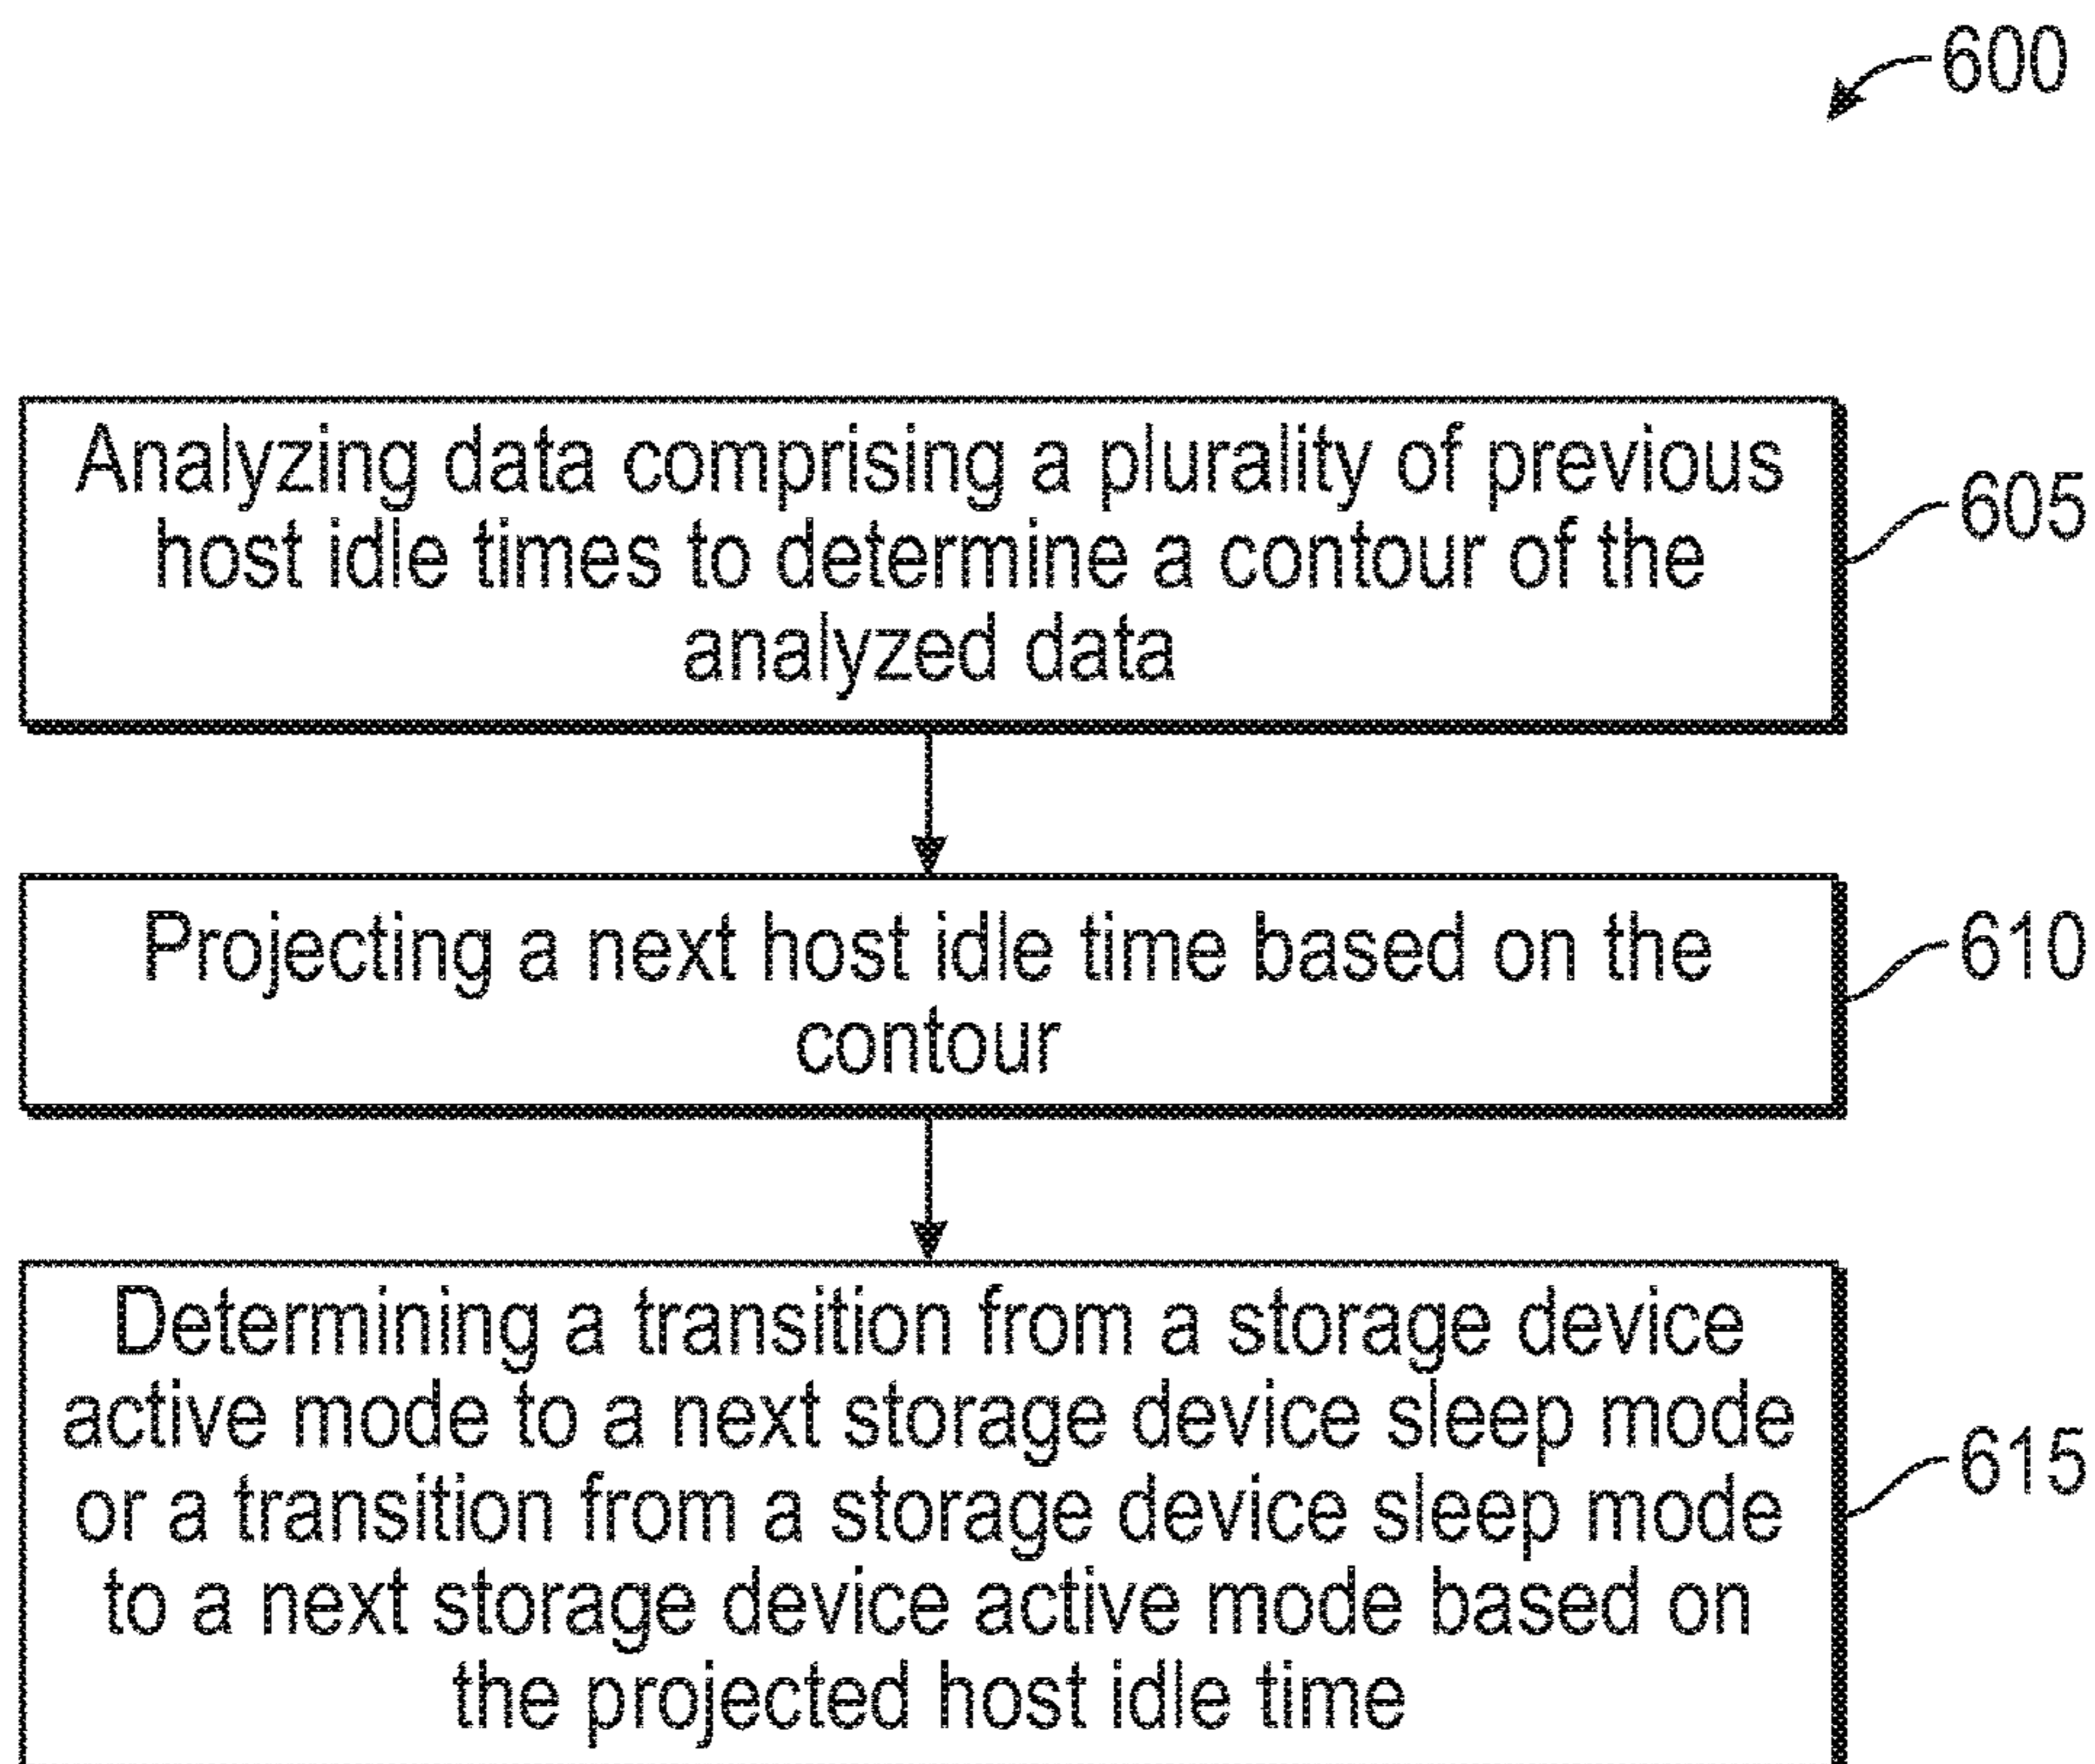 600
Analyzing data comprising a plurality of previous
host idle times to determine a contour of the
analyzed data
605
Projecting a next host idle time based on the
contour
610
Determining a transition from a storage device
active mode to a next storage device sleep mode
or a transition from a storage device sleep mode
to a next storage device active mode based on
the projected host idle time
615